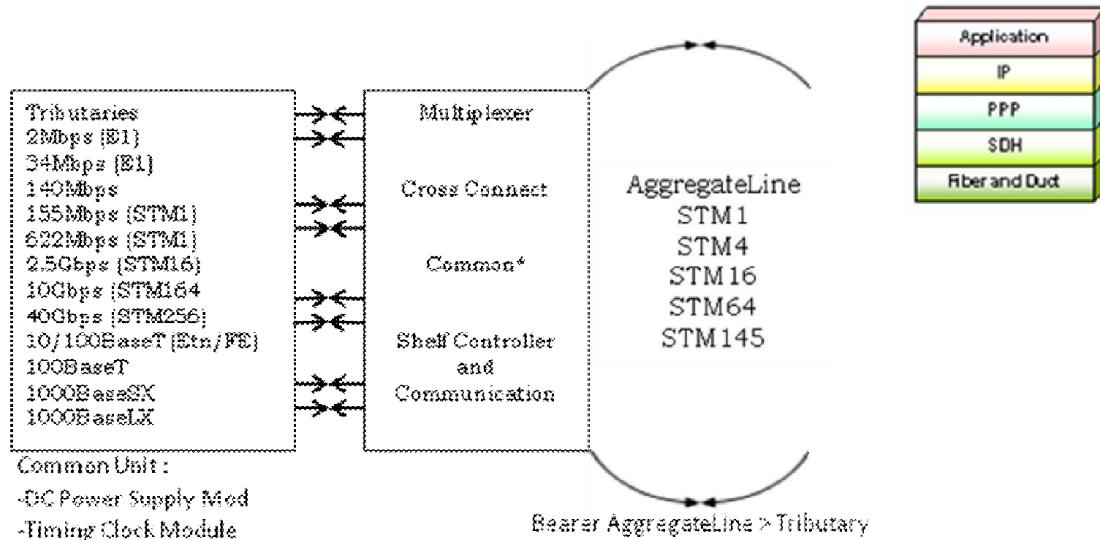 Tributaries
2Mbps (E1)
34Mbps (E1)
140Mbps
155Mbps (STM1)
622Mbps (STM1)
2.5Gbps (STM16)
10Gbps (STM164
40Gbps (STM256)
10/100BaseT (Etn/FE)
100BaseT
1000BaseSX
1000BaseLX
Common Unit :
-DC Power Supply Mod
-Timing Clock Module
Multiplexer
Cross Connect
Common*
Shelf Controller
and
Communication
AggregateLine
STM1
STM4
STM16
STM64
STM145
Bearer AggregateLine > Tributary
Application
IP
PPP
SDH
Fiber and Duct